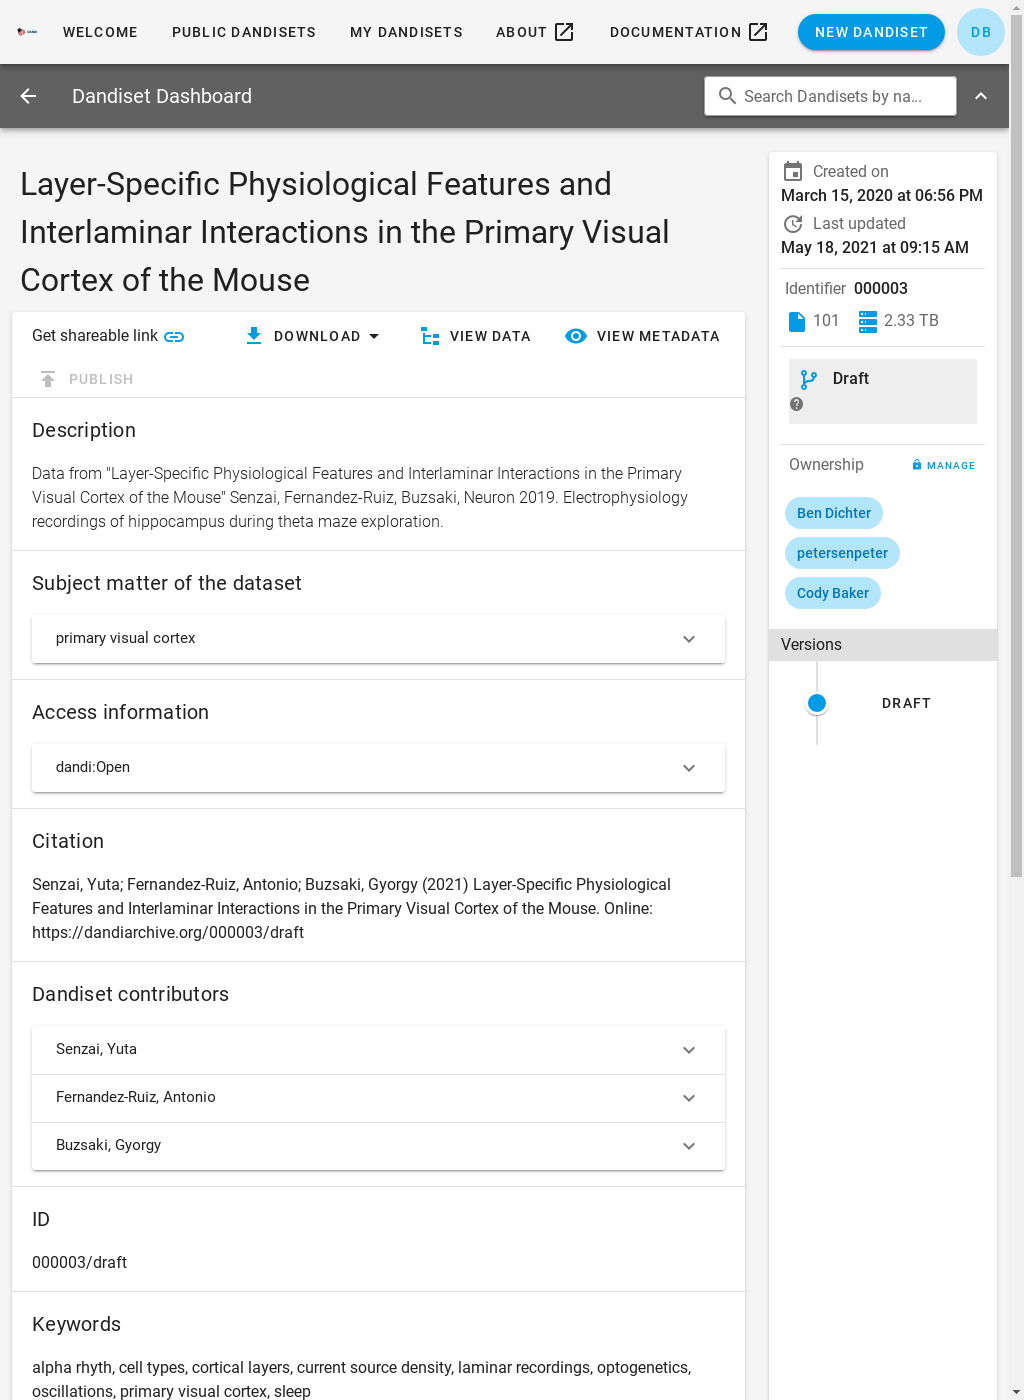 WELCOME PUBLIC DANDISETS MY DANDISETS ABOUT DOCUMENTATION NEW DANDISET DB
Dandiset Dashboard Search Dandisets by na...
Layer-Specific Physiological Features and
Interlaminar Interactions in the Primary Visual
Cortex of the Mouse
Get shareable link DOWNLOAD VIEW DATA VIEW METADATA
PUBLISH
Description
Data from "Layer-Specific Physiological Features and Interlaminar Interactions in the Primary
Visual Cortex of the Mouse" Senzai, Fernandez-Ruiz, Buzsaki, Neuron 2019. Electrophysiology
recordings of hippocampus during theta maze exploration.
Subject matter of the dataset
primary visual cortex
Access information
dandi:Open
Citation
Senzai, Yuta; Fernandez-Ruiz, Antonio; Buzsaki, Gyorgy (2021) Layer-Specific Physiological
Features and Interlaminar Interactions in the Primary Visual Cortex of the Mouse. Online:
https://dandiarchive.org/000003/draft
Dandiset contributors
Senzai, Yuta
Fernandez-Ruiz, Antonio
Buzsaki, Gyorgy
ID
000003/draft
Keywords
alpha rhyth, cell types, cortical layers, current source density, laminar recordings, optogenetics,
oscillations, primary visual cortex, sleep
Created on
March 15, 2020 at 06:56 PM
Last updated
May 18, 2021 at 09:15 AM
Identifier 000003
101 2.33 TB
Draft
Ownership MANAGE
Ben Dichter
petersenpeter
Cody Baker
Versions
DRAFT